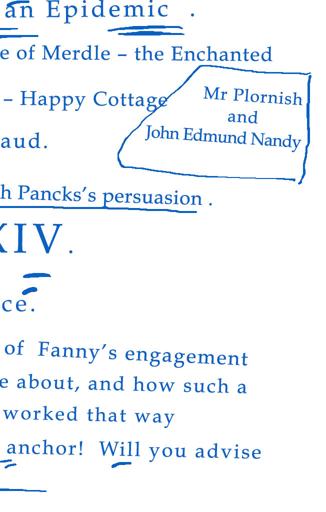 an Epidemic .
e of Merdle – the Enchanted
– Happy Cottage
Mr Plornish
and
John Edmund Nandy
aud.
h Pancks's persuasion .
XIV.
ce.
of Fanny's engagement
e about, and how such a
worked that way
anchor! Will you advise